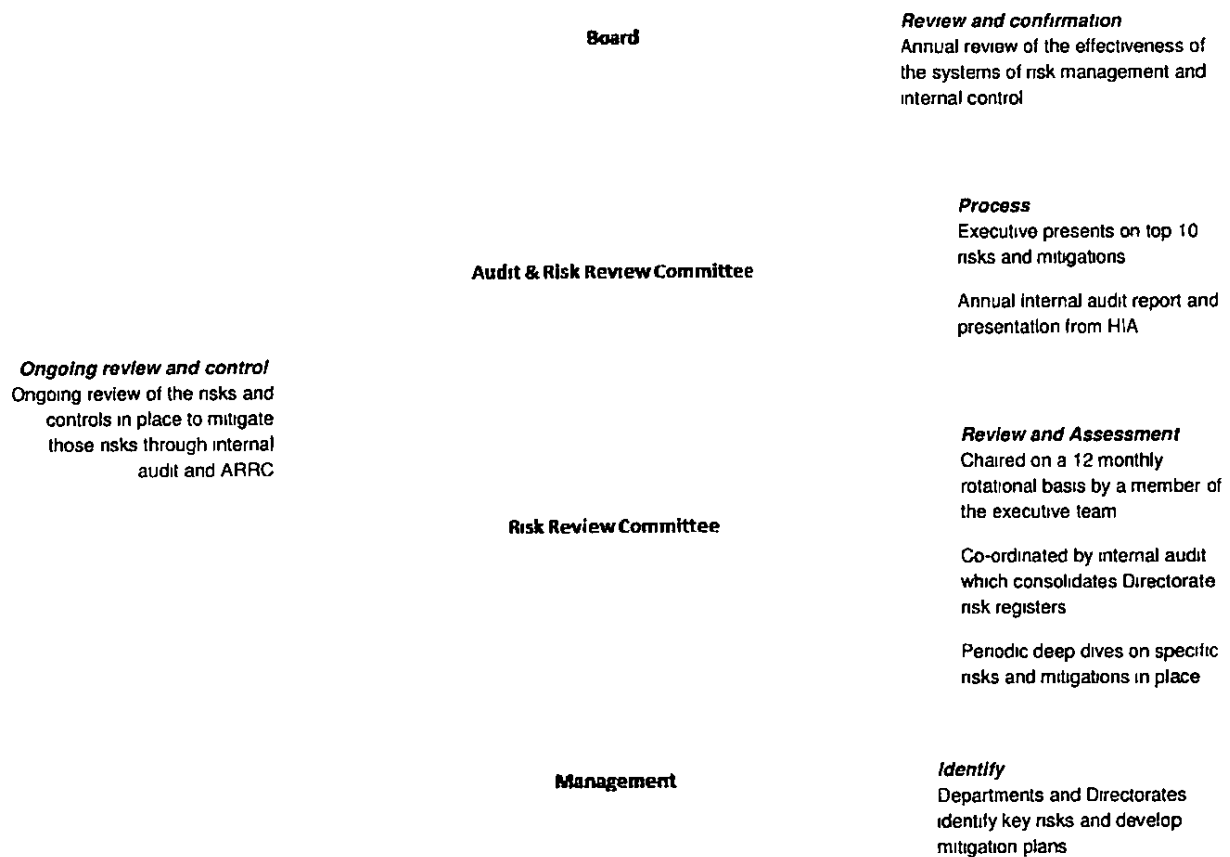 Board
Review and confirmation
Annual review of the effectiveness of
the systems of risk management and
internal control
Audit & Risk Review Committee
Process
Executive presents on top 10
risks and mitigations
Annual internal audit report and
presentation from HIA
Ongoing review and control
Ongoing review of the risks and
controls in place to mitigate
those risks through internal
audit and ARRC
Risk Review Committee
Review and Assessment
Chaired on a 12 monthly
rotational basis by a member of
the executive team
Co-ordinated by internal audit
which consolidates Directorate
risk registers
Periodic deep dives on specific
risks and mitigations in place
Management
Identify
Departments and Directorates
identify key risks and develop
mitigation plans